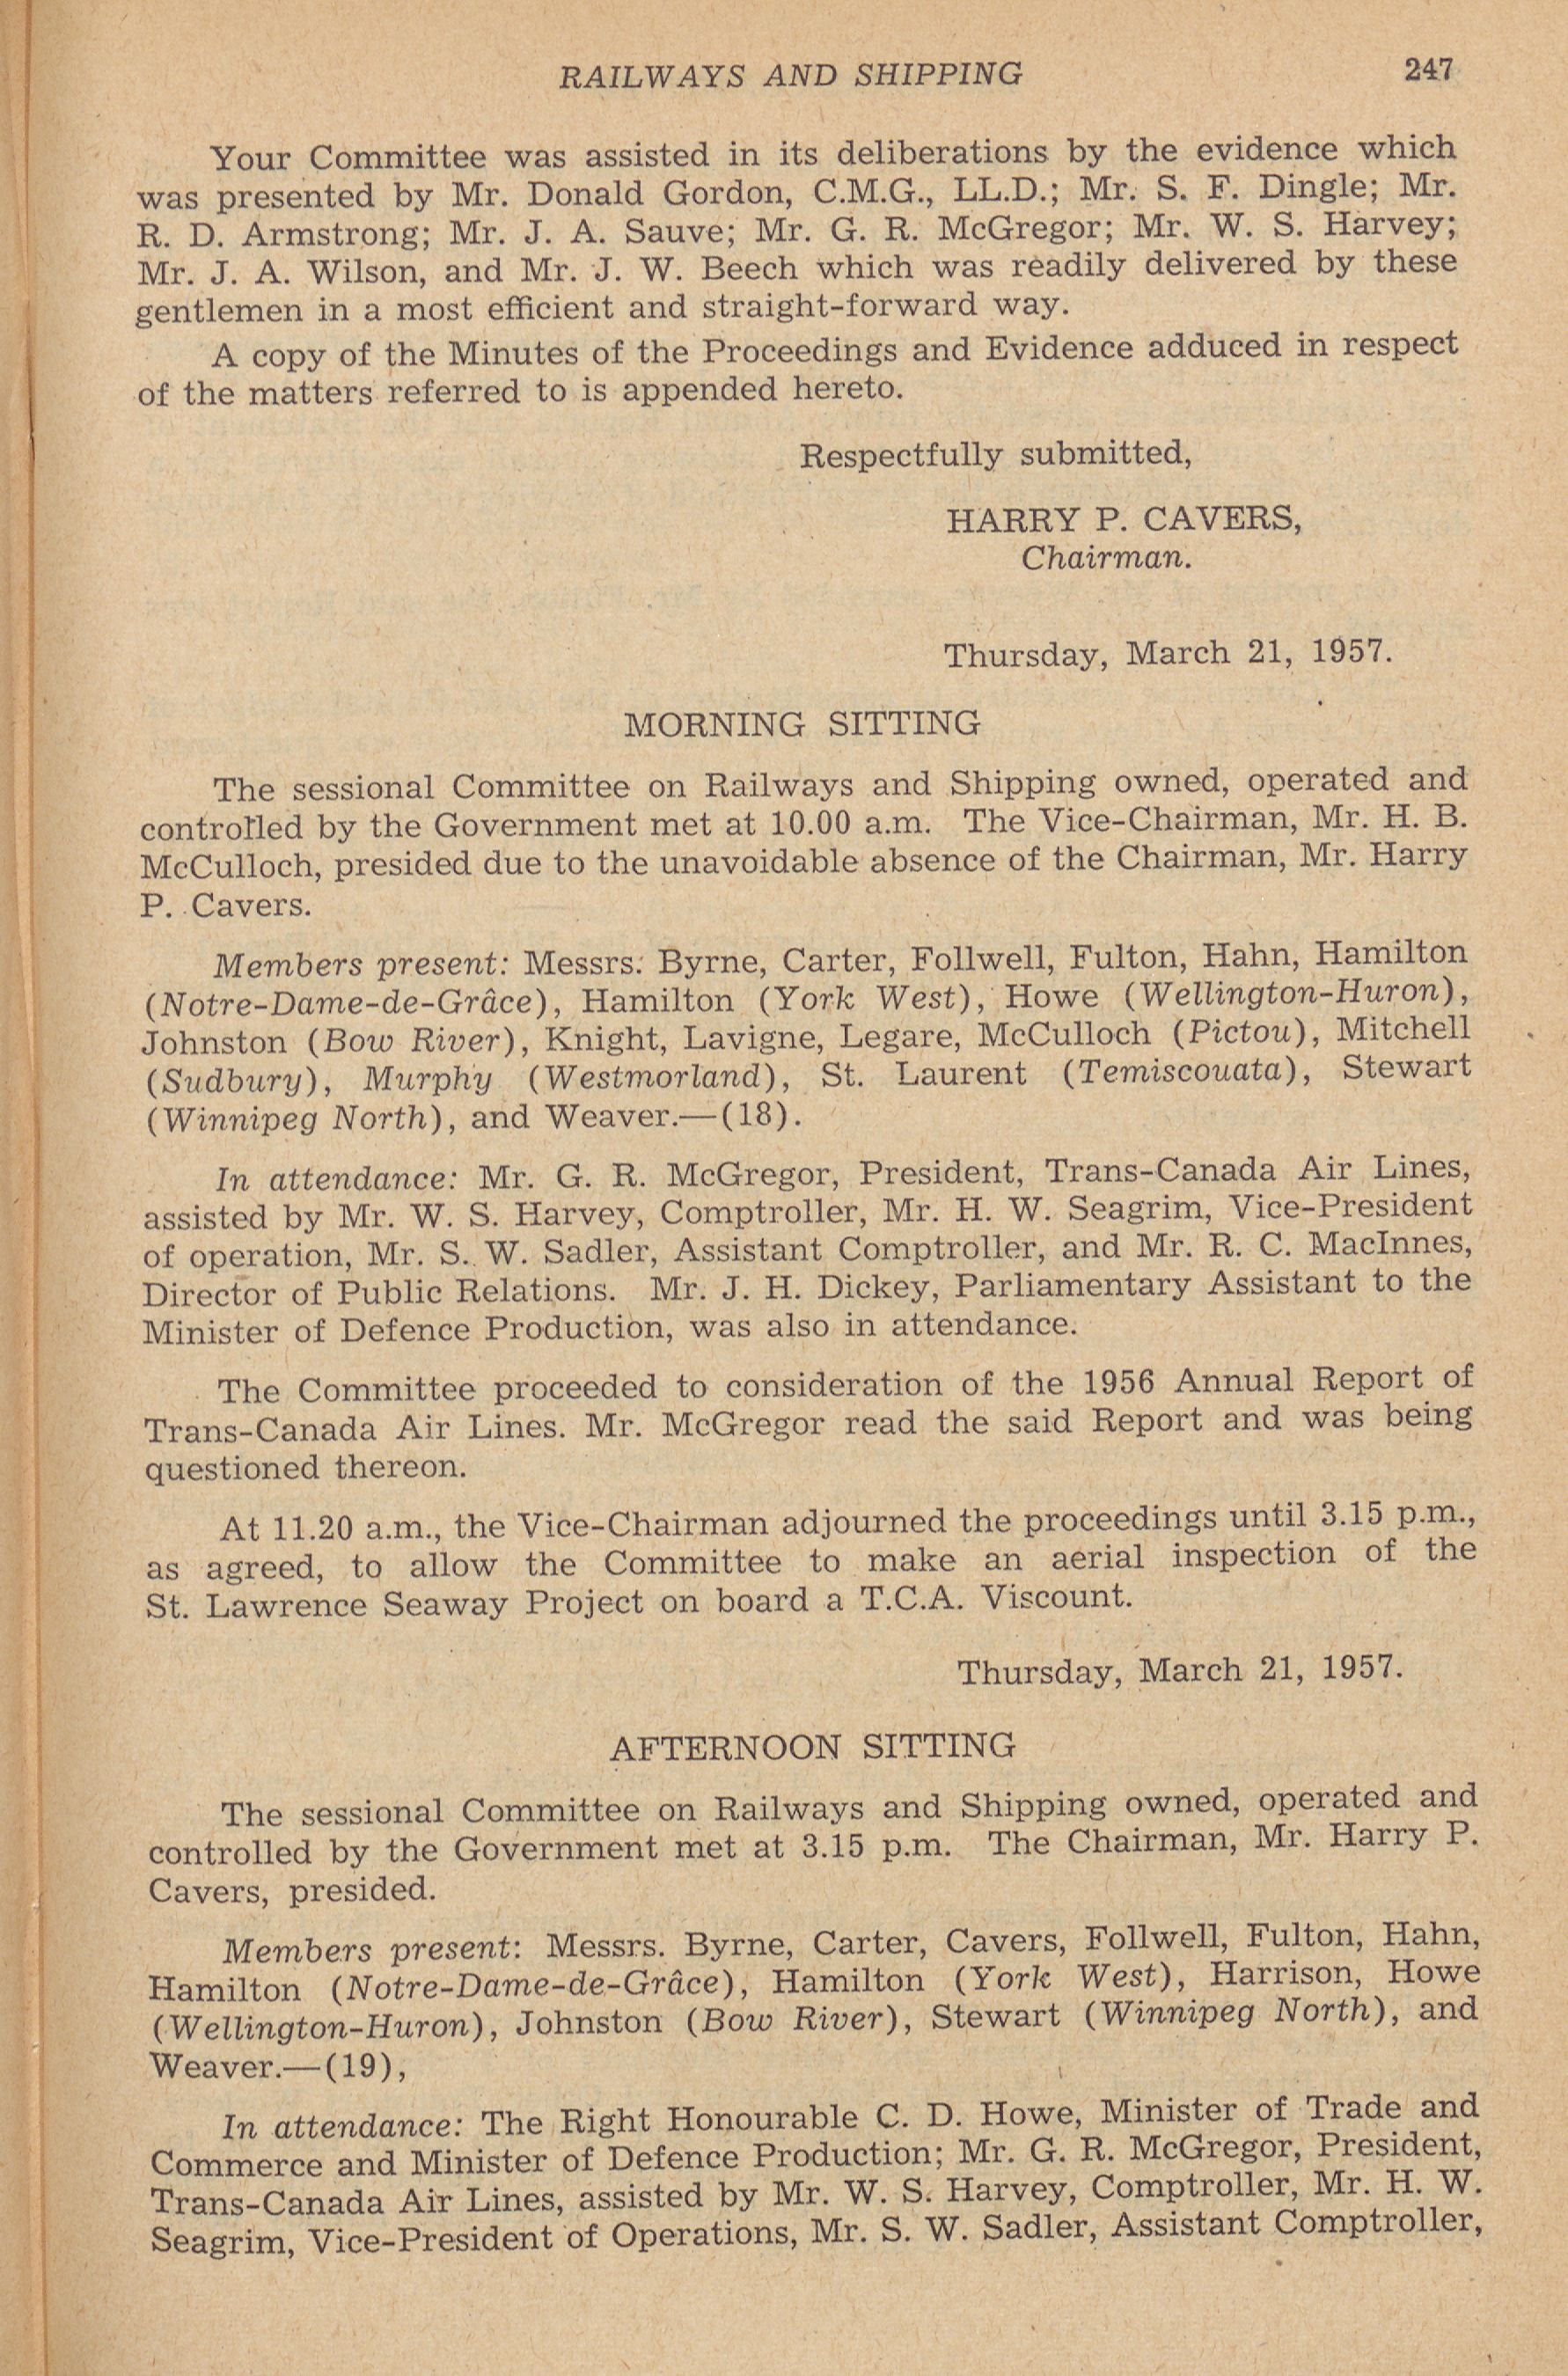 RAILWAYS AND SHIPPING 247
Your Committee was assisted in its deliberations by the evidence which
was presented by Mr. Donald Gordon, C.M.G., LL.D.; Mr. S. F. Dingle; Mr.
R. D. Armstrong; Mr. J. A. Sauve; Mr. G. R. McGregor; Mr. W. S. Harvey;
Mr. J. A. Wilson, and Mr. J. W. Beech which was readily delivered by these
gentlemen in a most efficient and straight-forward way.
A copy of the Minutes of the Proceedings and Evidence adduced in respect
of the matters referred to is appended hereto.
Respectfully submitted,
HARRY P. CAVERS,
Chairman.
Thursday, March 21, 1957.
MORNING SITTING
The sessional Committee on Railways and Shipping owned, operated and
controlled by the Government met at 10.00 a.m. The Vice-Chairman, Mr. H. B.
McCulloch, presided due to the unavoidable absence of the Chairman, Mr. Harry
P. Cavers.
Members present: Messrs. Byrne, Carter, Follwell, Fulton, Hahn, Hamilton
(Notre-Dame-de-Grâce), Hamilton (York West), Howe (Wellington-Huron),
Johnston (Bow River), Knight, Lavigne, Legare, McCulloch (Pictou), Mitchell
(Sudbury), Murphy (Westmorland), St. Laurent (Temiscouata), Stewart
(Winnipeg North), and Weaver.—(18).
In attendance: Mr. G. R. McGregor, President, Trans-Canada Air Lines,
assisted by Mr. W. S. Harvey, Comptroller, Mr. H. W. Seagrim, Vice-President
of operation, Mr. S. W. Sadler, Assistant Comptroller, and Mr. R. C. MacInnes,
Director of Public Relations. Mr. J. H. Dickey, Parliamentary Assistant to the
Minister of Defence Production, was also in attendance.
The Committee proceeded to consideration of the 1956 Annual Report of
Trans-Canada Air Lines. Mr. McGregor read the said Report and was being
questioned thereon.
At 11.20 a.m., the Vice-Chairman adjourned the proceedings until 3.15 p.m.,
as agreed, to allow the Committee to make an aerial inspection of the
St. Lawrence Seaway Project on board a T.C.A. Viscount.
Thursday, March 21, 1957.
AFTERNOON SITTING
The sessional Committee on Railways and Shipping owned, operated and
controlled by the Government met at 3.15 p.m. The Chairman, Mr. Harry P.
Cavers, presided.
Members present: Messrs. Byrne, Carter, Cavers, Follwell, Fulton, Hahn,
Hamilton (Notre-Dame-de-Grâce), Hamilton (York West), Harrison, Howe
(Wellington-Huron), Johnston (Bow River), Stewart (Winnipeg North), and
Weaver.—(19),
In attendance: The Right Honourable C. D. Howe, Minister of Trade and
Commerce and Minister of Defence Production; Mr. G. R. McGregor, President,
Trans-Canada Air Lines, assisted by Mr. W. S. Harvey, Comptroller, Mr. H. W.
Seagrim, Vice-President of Operations, Mr. S. W. Sadler, Assistant Comptroller,